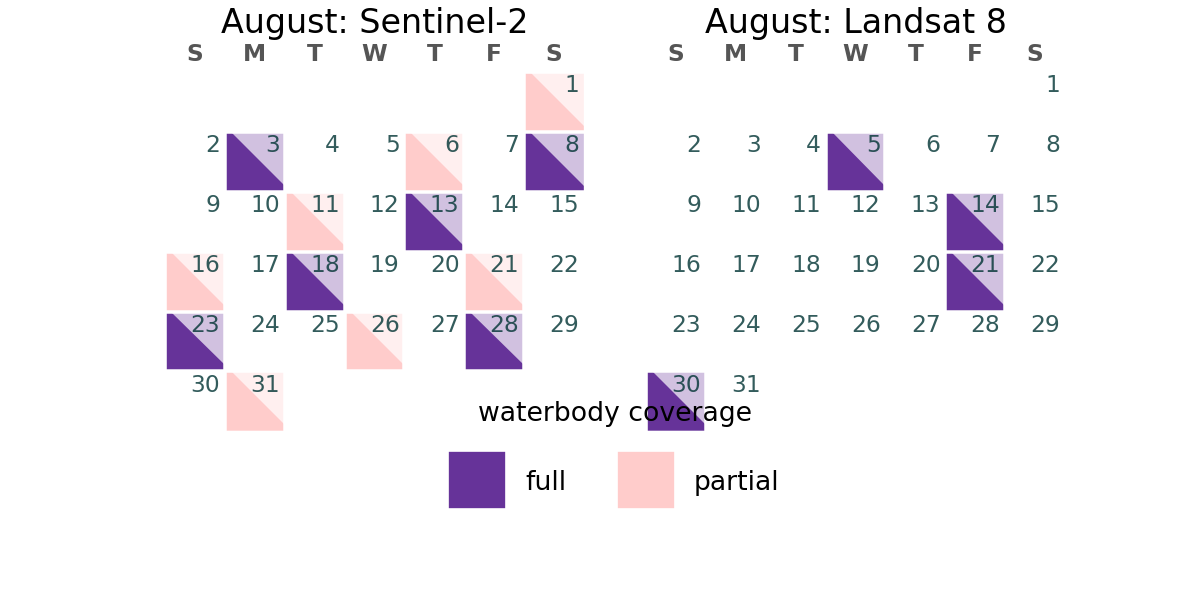 August: Sentinel-2
S M T W T F S
1
2 3 4 5 6 7 8
9 10 11 12 13 14 15
16 17 18 19 20 21 22
23 24 25 26 27 28 29
30 31
August: Landsat 8
S M T W T F S
1
2 3 4 5 6 7 8
9 10 11 12 13 14 15
16 17 18 19 20 21 22
23 24 25 26 27 28 29
30 31
waterbody coverage
full partial